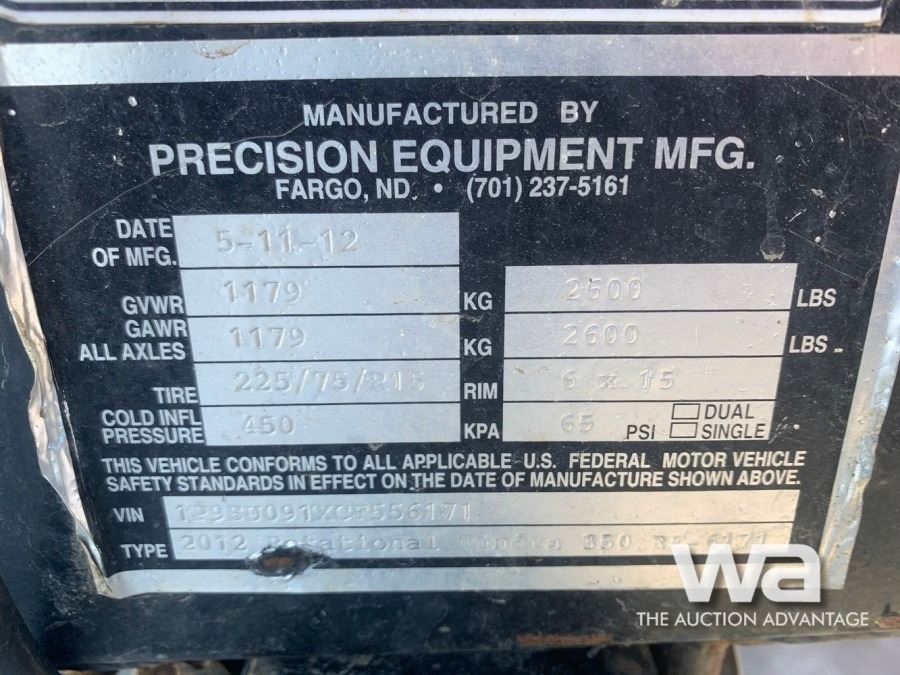 MANUFACTURED BY
PRECISION EQUIPMENT MFG.
FARGO, ND. • (701) 237-5161
DATE OF MFG. 5-11-12
GVWR 1179 KG 2600 LBS
GAWR ALL AXLES 1179 KG 2600 LBS
TIRE 225/75/R15 RIM 6 x 15
COLD INFL PRESSURE 450 KPA 65 PSI DUAL SINGLE
THIS VEHICLE CONFORMS TO ALL APPLICABLE U.S. FEDERAL MOTOR VEHICLE
SAFETY STANDARDS IN EFFECT ON THE DATE OF MANUFACTURE SHOWN ABOVE.
VIN
TYPE 2012 Rotational 350
wa
THE AUCTION ADVANTAGE